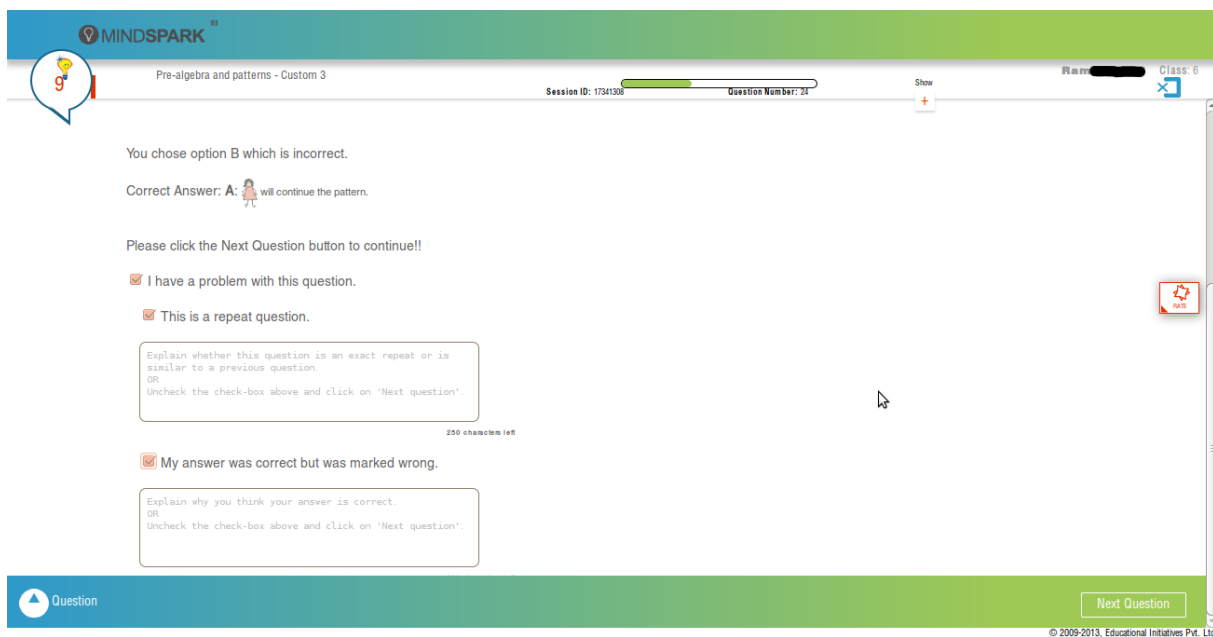 MINDSPARK
9
Pre-algebra and patterns - Custom 3
Session ID: 17341308
Question Number: 24
Show
+
Ram
Class: 6
You chose option B which is incorrect.
Correct Answer: A: will continue the pattern.
Please click the Next Question button to continue!!
I have a problem with this question.
This is a repeat question.
Explain whether this question is an exact repeat or is
similar to a previous question.
OR
Uncheck the check-box above and click on 'Next question'.
250 characters left
My answer was correct but was marked wrong.
Explain why you think your answer is correct.
OR
Uncheck the check-box above and click on 'Next question'.
RATE
Question
Next Question
© 2009-2013, Educational Initiatives Pvt.